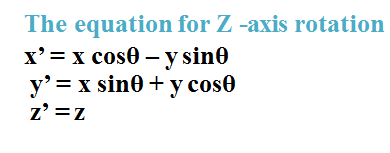 The equation for Z -axis rotation
x’ = x cosθ – y sinθ
y’ = x sinθ + y cosθ
z’ = z